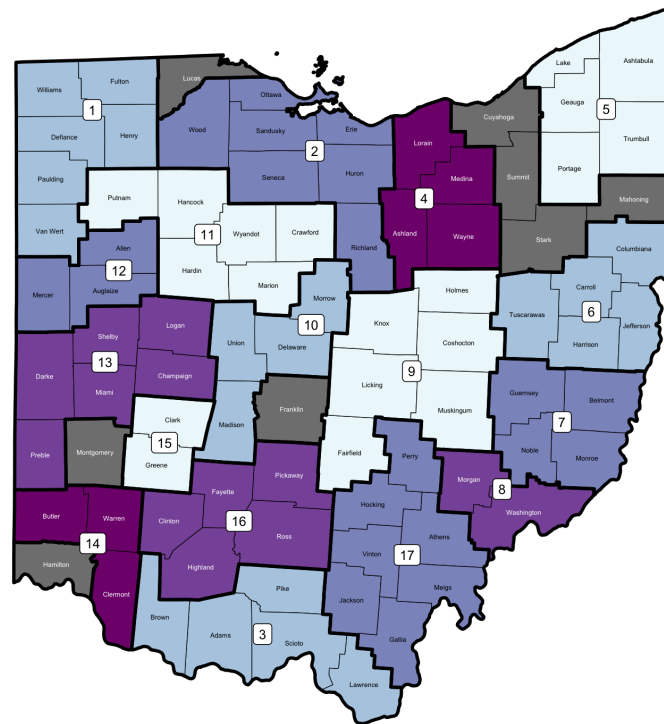 Lake
Ashtabula
Lucas
Fulton
Williams
Ottawa
Geauga
1
5
Cuyahoga
Wood
Sandusky
Erie
Defiance
Henry
Lorain
Trumbull
2
Seneca
Huron
Medina
Summit
Portage
Paulding
4
Putnam
Hancock
Mahoning
Van Wert
11
Wyandot
Crawford
Richland
Ashland
Wayne
Stark
Allen
Columbiana
12
Hardin
Marion
Holmes
Carroll
Mercer
Auglaize
Morrow
Tuscarawas
6
Jefferson
Logan
10
Knox
Shelby
Union
Delaware
Coshocton
Harrison
13
Darke
Champaign
9
Licking
Guernsey
Belmont
Miami
Madison
Franklin
Muskingum
7
Clark
15
Preble
Montgomery
Greene
Fairfield
Perry
Noble
Monroe
Pickaway
Morgan
8
Fayette
Hocking
Washington
Butler
Warren
Clinton
16
Ross
Athens
14
Vinton
17
Hamilton
Highland
Clermont
Pike
Meigs
Jackson
Brown
Adams
3
Scioto
Gallia
Lawrence